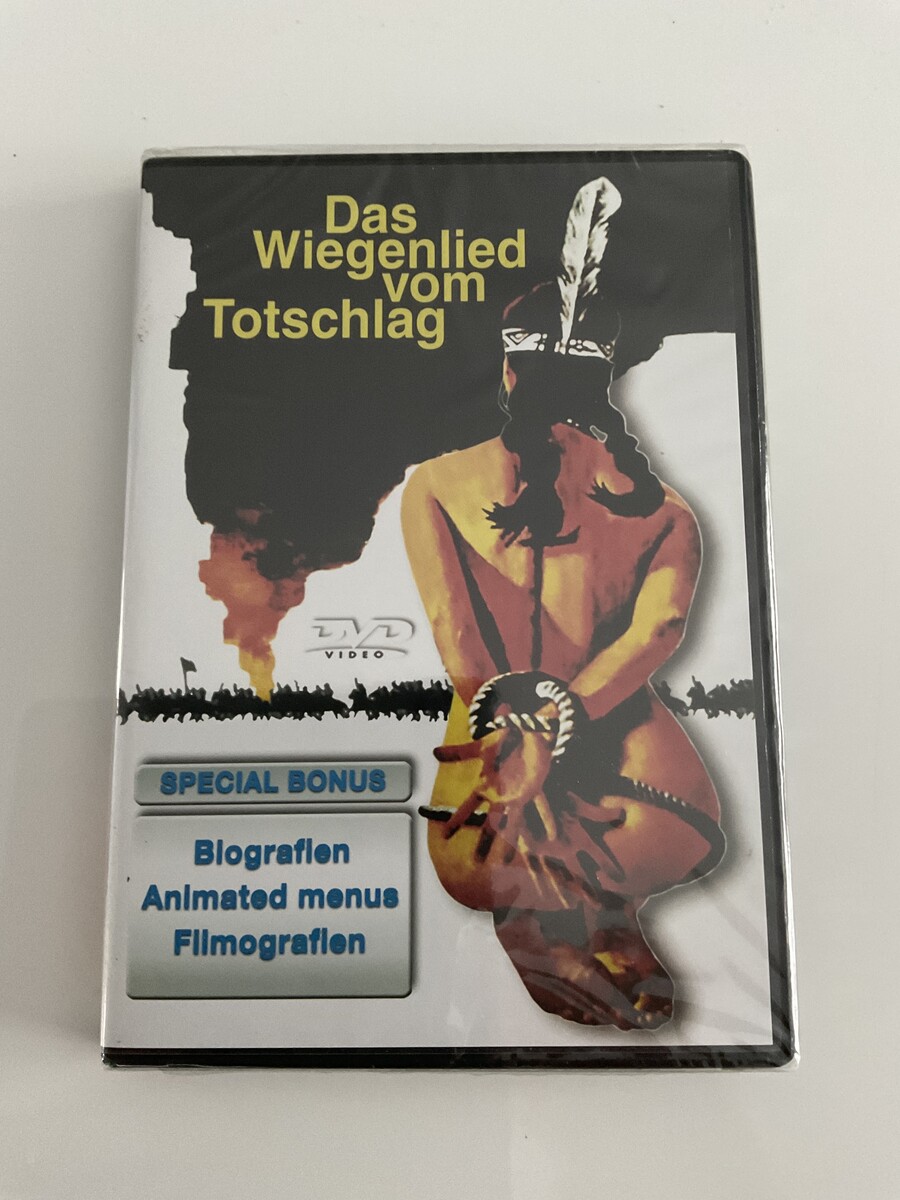 Das
Wiegenlied
vom
Totschlag
DVD
VIDEO
SPECIAL BONUS
Biografien
Animated menus
Filmografien